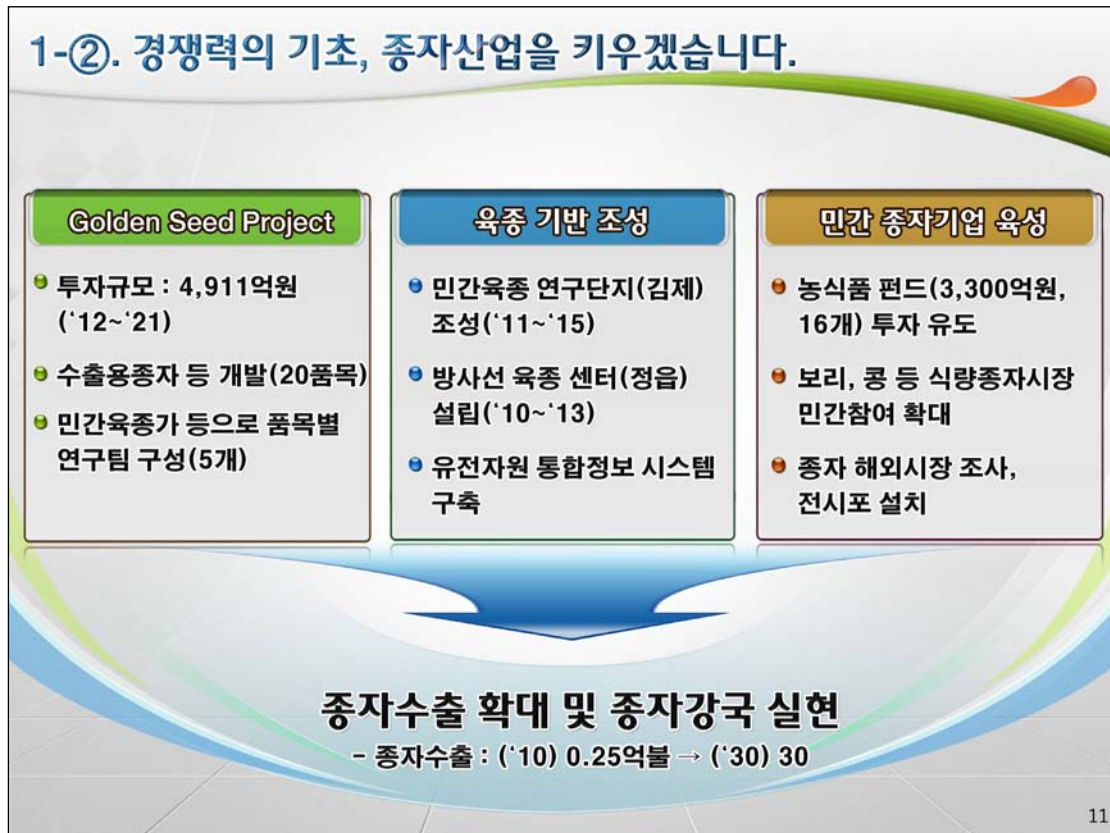 1-②. 경쟁력의 기초, 종자산업을 키우겠습니다.
Golden Seed Project
투자규모 : 4,911억원
(‘12~‘21)
수출용종자 등 개발(20품목)
민간육종가 등으로 품목별
연구팀 구성(5개)
육종 기반 조성
민간육종 연구단지(김제)
조성(‘11~‘15)
방사선 육종 센터(정읍)
설립(‘10~‘13)
유전자원 통합정보 시스템
구축
민간 종자기업 육성
농식품 펀드(3,300억원,
16개) 투자 유도
보리, 콩 등 식량종자시장
민간참여 확대
종자 해외시장 조사,
전시포 설치
종자수출 확대 및 종자강국 실현
- 종자수출 : (‘10) 0.25억불 → (‘30) 30
11